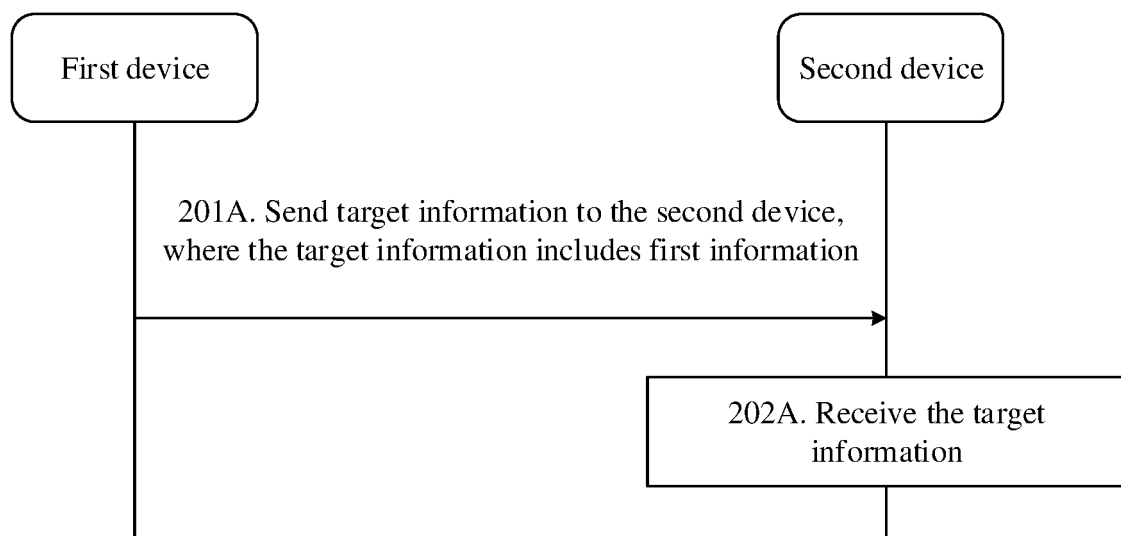 First device
Second device
201A. Send target information to the second device,
where the target information includes first information
202A. Receive the target
information